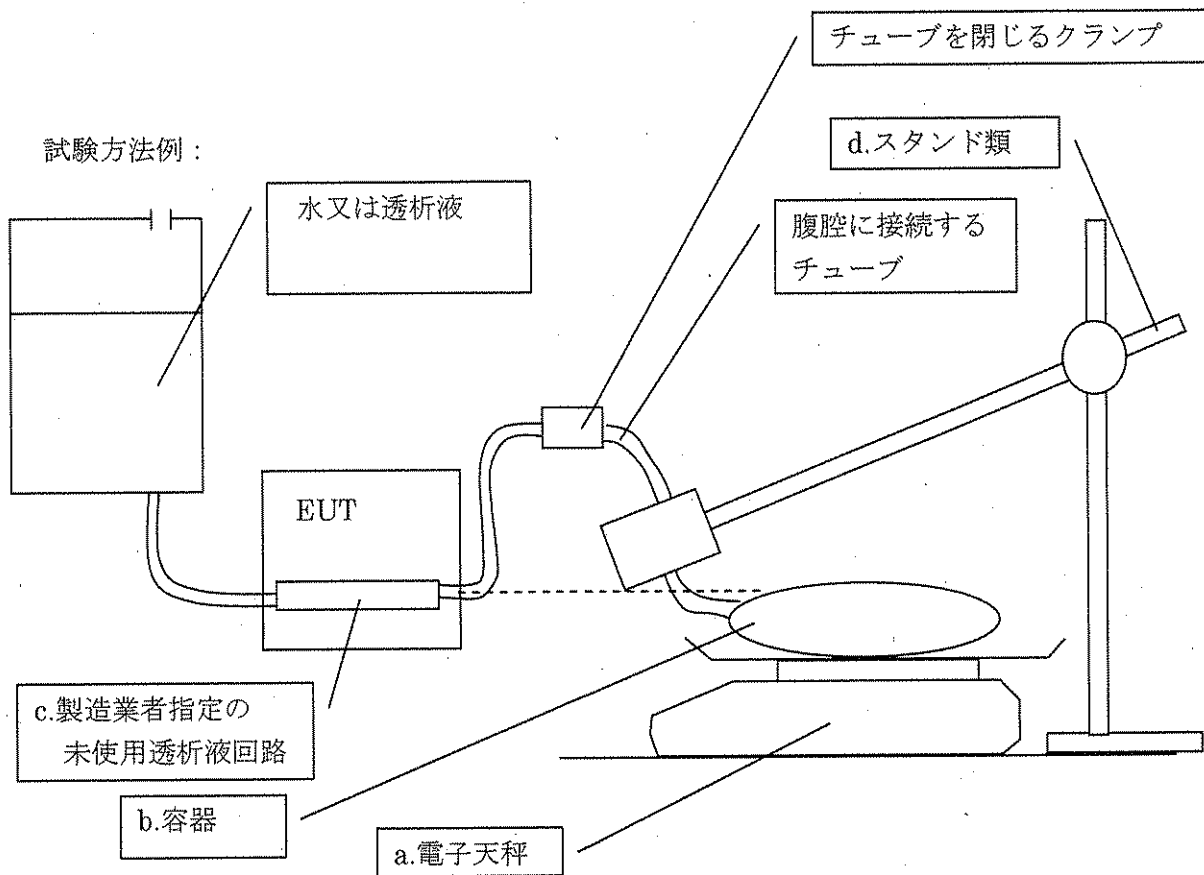 チューブを閉じるクランプ
d.スタンド類
試験方法例：
水又は透析液
腹腔に接続する
チューブ
EUT
c.製造業者指定の
未使用透析液回路
b.容器
a.電子天秤